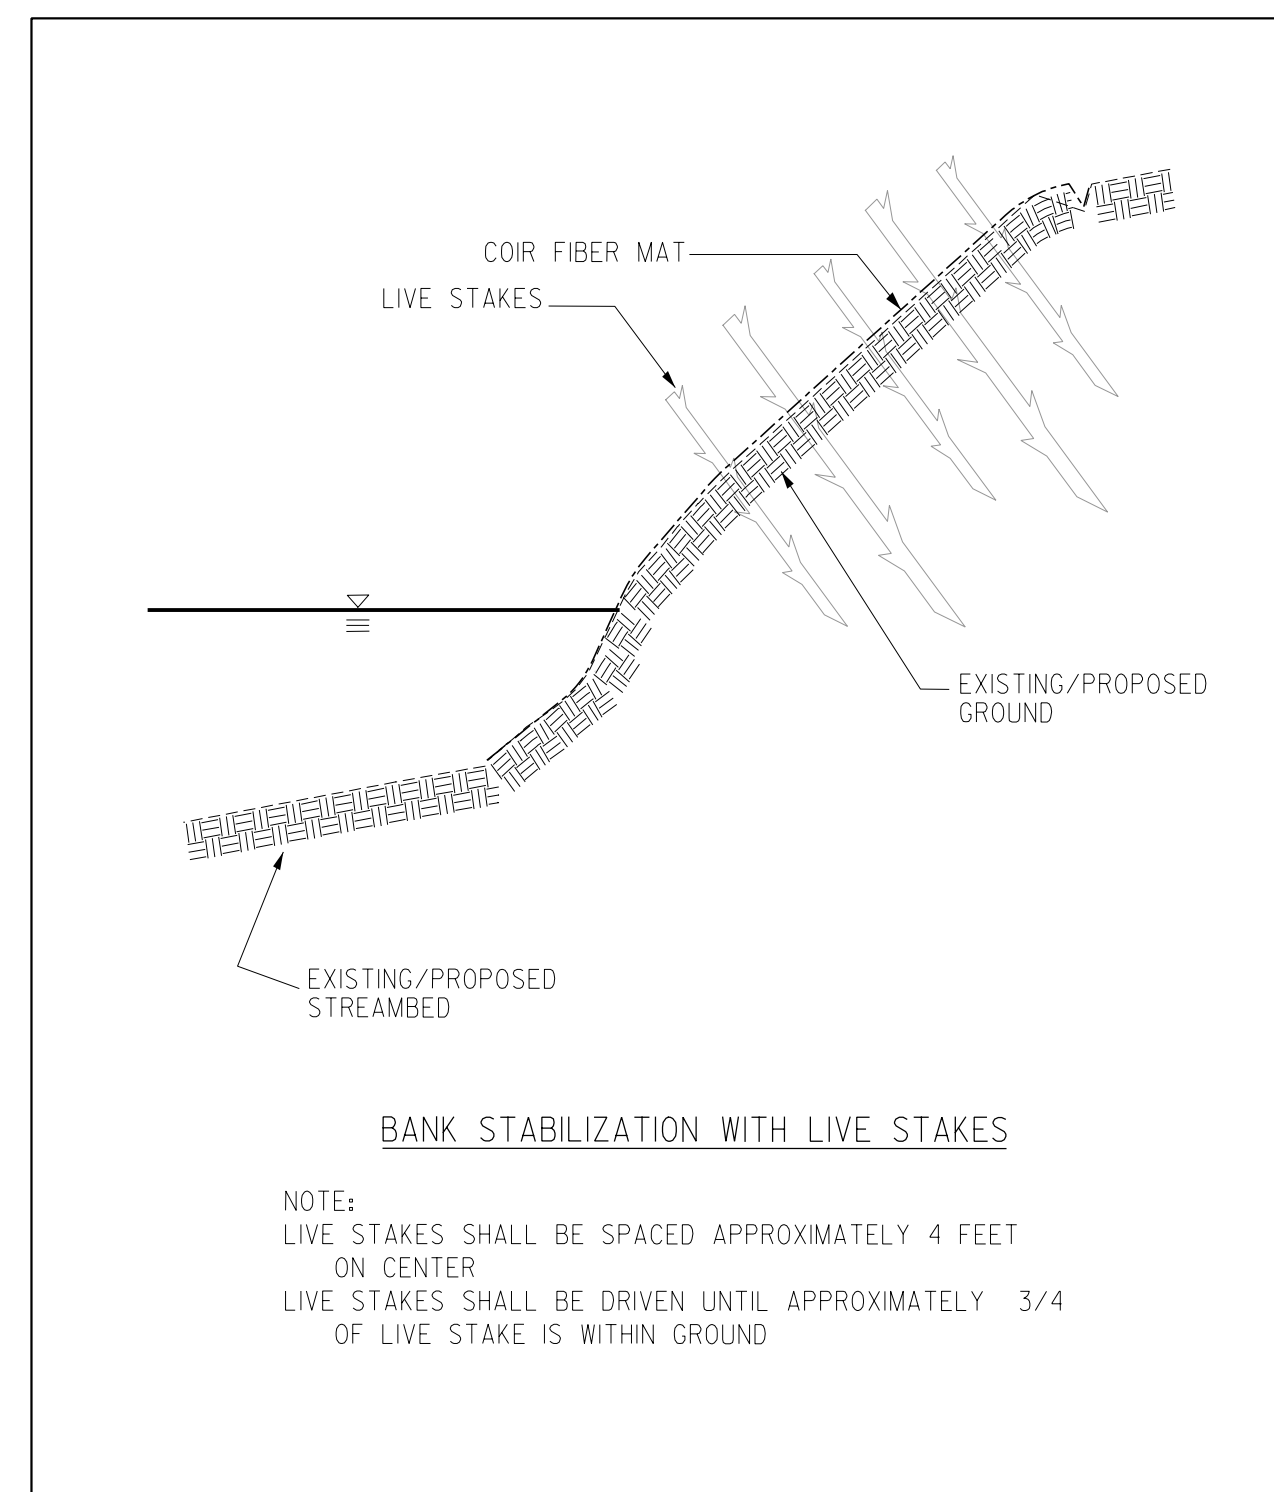 COIR FIBER MAT
LIVE STAKES
EXISTING/PROPOSED
GROUND
EXISTING/PROPOSED
STREAMBED
BANK STABILIZATION WITH LIVE STAKES
NOTE:
LIVE STAKES SHALL BE SPACED APPROXIMATELY 4 FEET
ON CENTER
LIVE STAKES SHALL BE DRIVEN UNTIL APPROXIMATELY 3/4
OF LIVE STAKE IS WITHIN GROUND